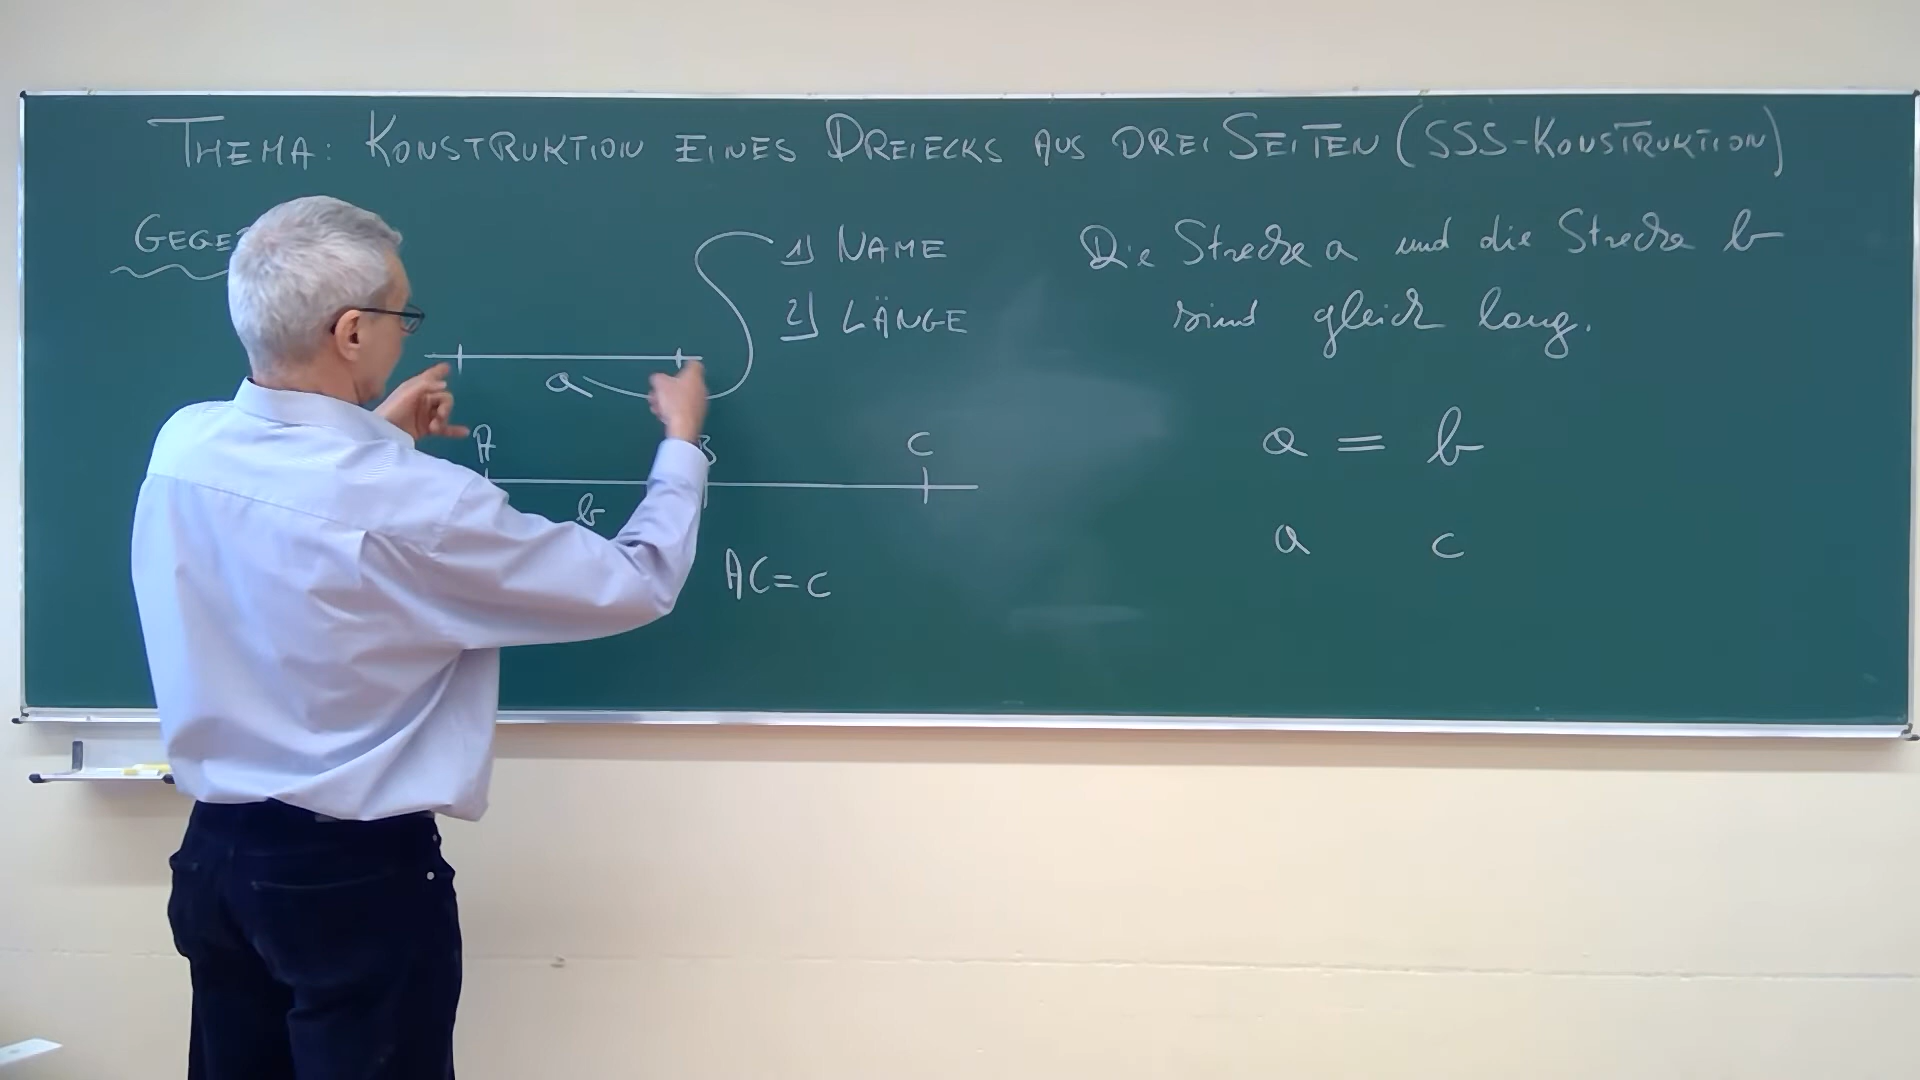 THEMA: KONSTRUKTION EINES DREIECKS AUS DREI SEITEN (SSS-KONSTRUKTION)
1) NAME
2) LÄNGE
a
A C
b
AC=c
Die Strecke a und die Strecke b
sind gleich lang.
a = b
a c